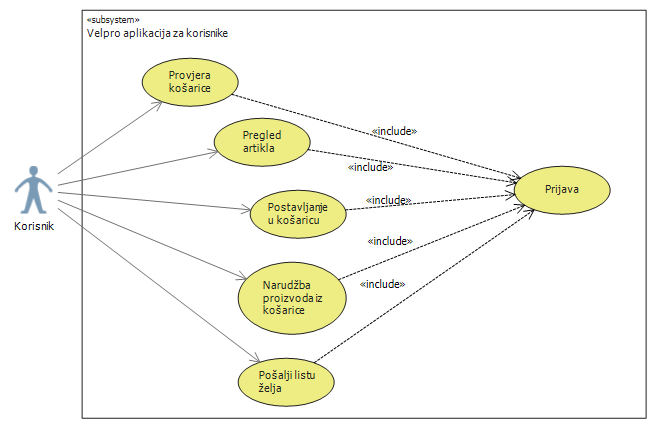 «subsystem»
Velpro aplikacija za korisnike
Provjera
košarice
«include»
Pregled
artikla
«include»
Prijava
Korisnik
Postavljanje
u košaricu
«include»
«include»
Narudžba
proizvoda iz
košarice
«include»
Pošalji listu
želja